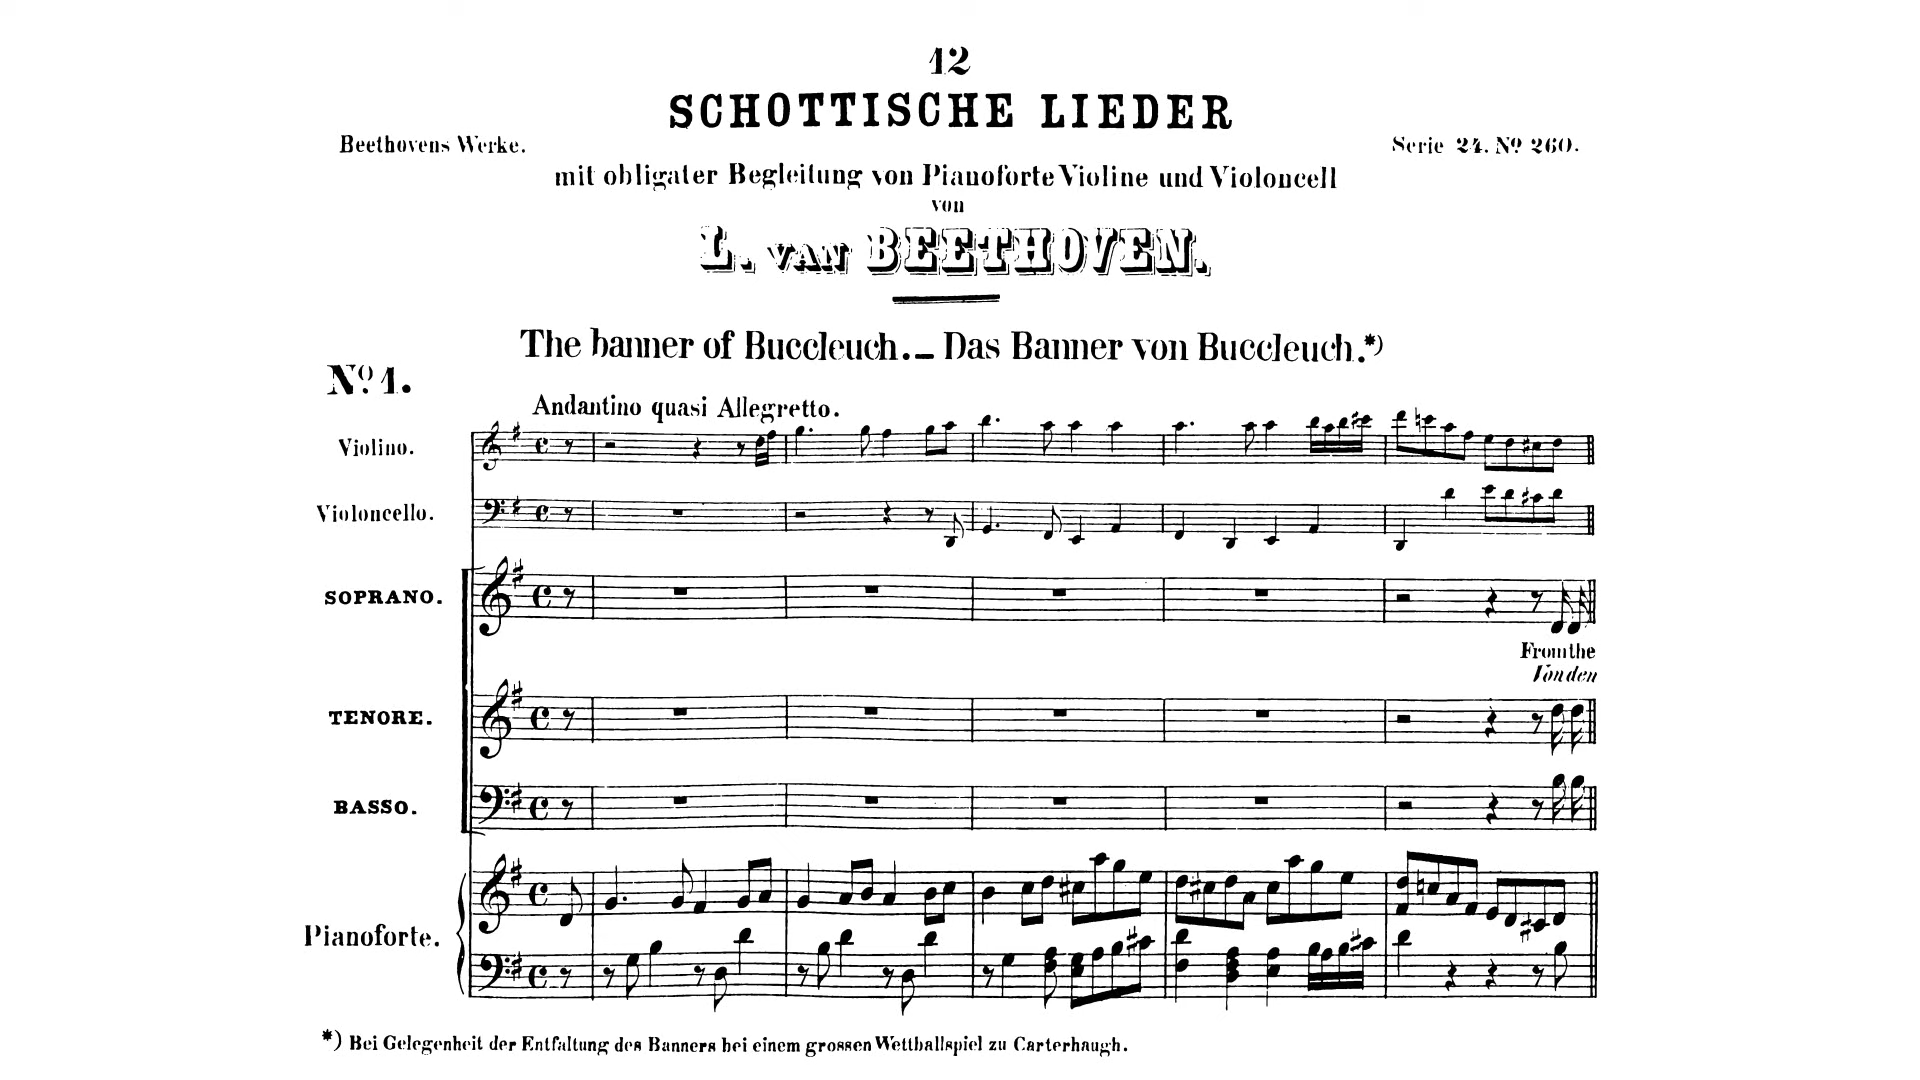 12
SCHOTTISCHE LIEDER
Beethovens Werke.
Serie 24. No. 260.
mit obligater Begleitung von Pianoforte Violine und Violoncell
von
L. VAN BEETHOVEN.
The banner of Buccleuch. – Das Banner von Buccleuch.*)
No. 1.
Andantino quasi Allegretto.
Violino.
Violoncello.
SOPRANO.
From the
Von den
TENORE.
BASSO.
Pianoforte.
*) Bei Gelegenheit der Entfaltung des Banners bei einem grossen Wettballspiel zu Carterhaugh.